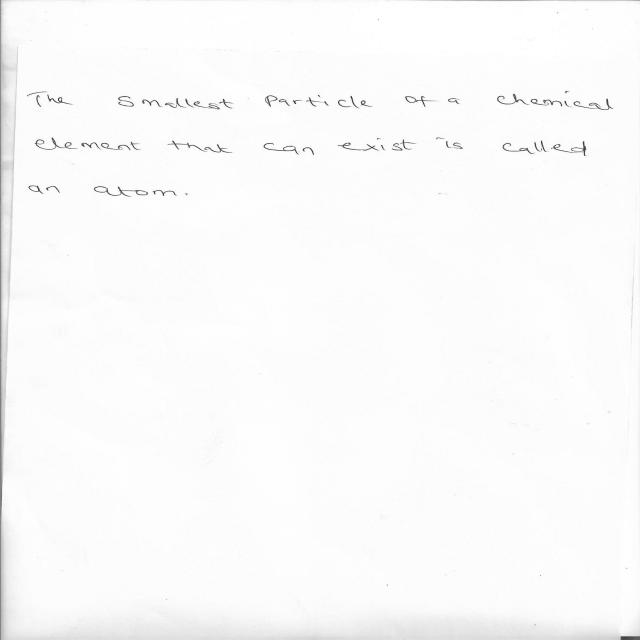 The smallest particle of a chemical
element that can exist is called
an atom.